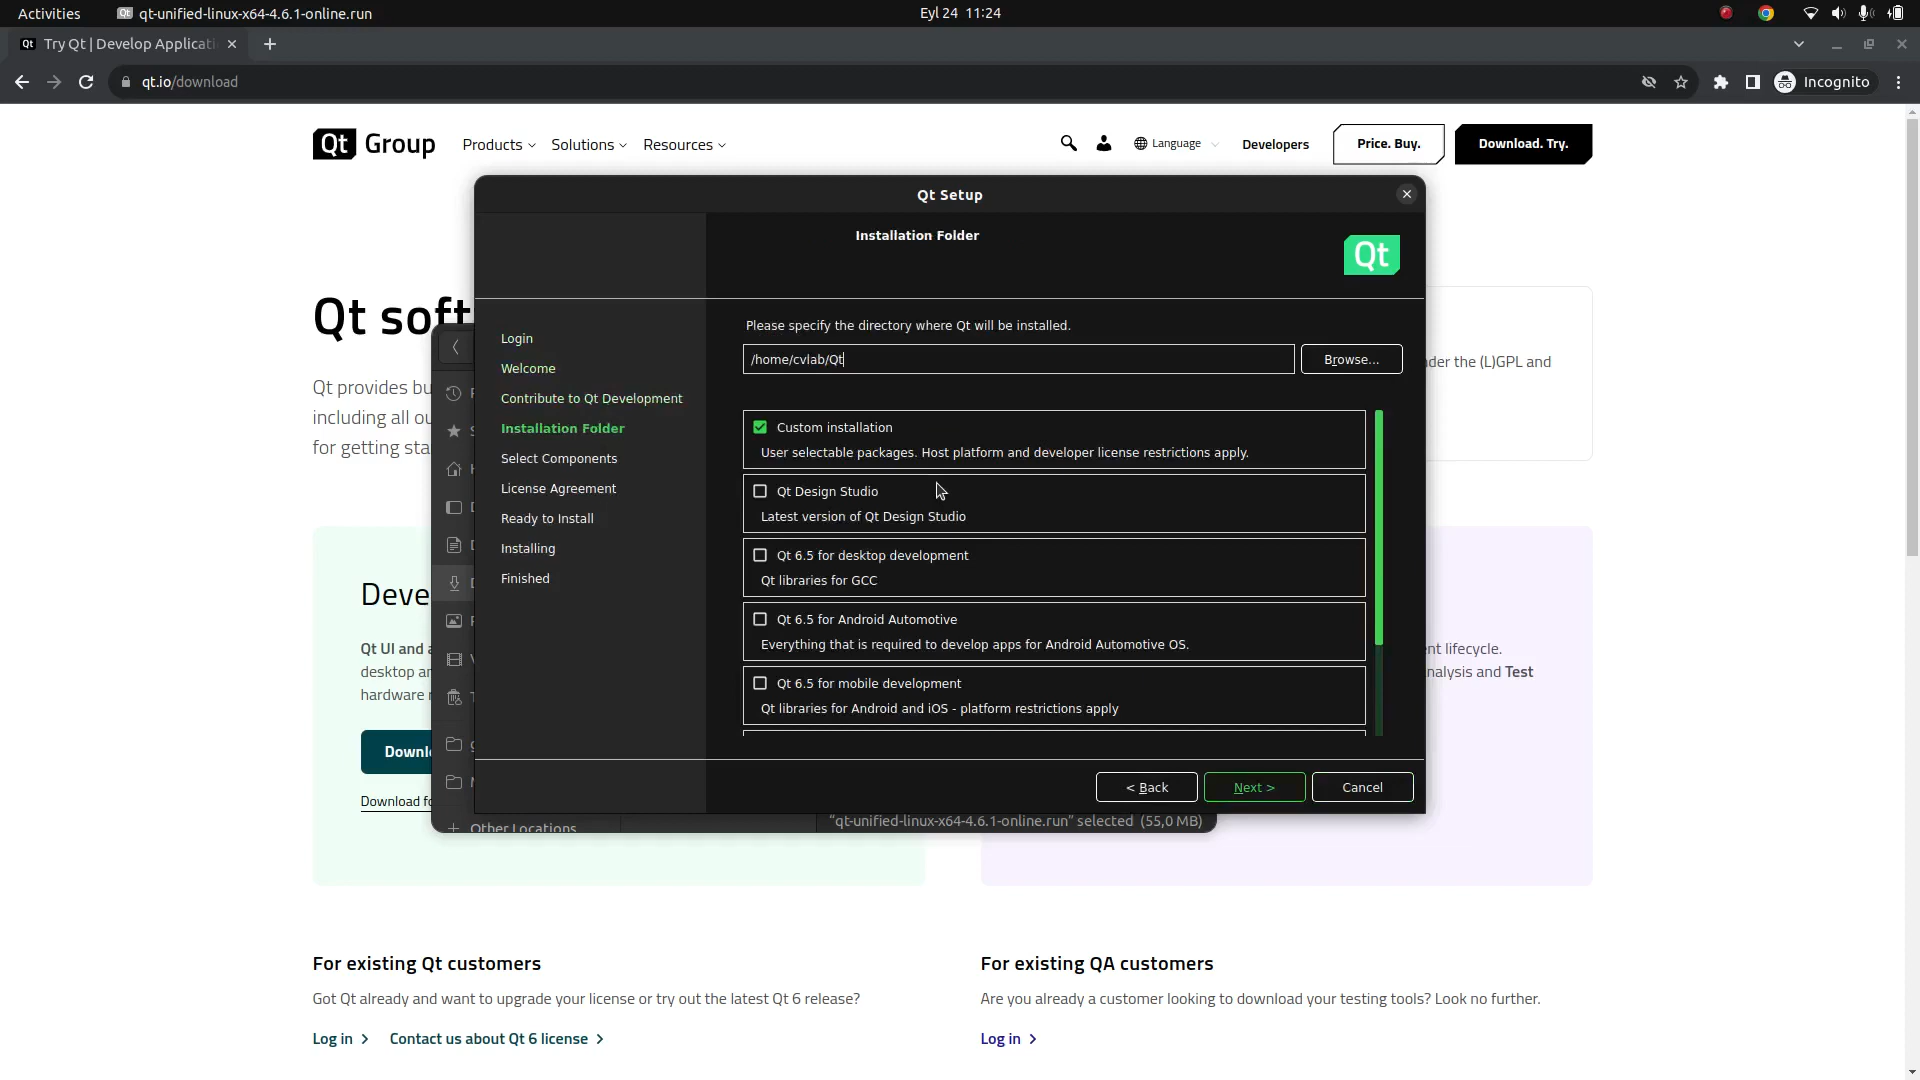 Activities
qt-unified-linux-x64-4.6.1-online.run
Eyl 24 11:24
Qt Try Qt | Develop Applicati
qt.io/download
Incognito
Qt Group
Products
Solutions
Resources
Language
Developers
Price. Buy.
Download. Try.
Qt Setup
Installation Folder
Qt
Qt soft
Please specify the directory where Qt will be installed.
Login
/home/cvlab/Qt
Browse...
der the (L)GPL and
Welcome
Qt provides bu
Contribute to Qt Development
including all ou
Installation Folder
Custom installation
for getting sta
User selectable packages. Host platform and developer license restrictions apply.
Select Components
License Agreement
Qt Design Studio
Ready to Install
Latest version of Qt Design Studio
Installing
Qt 6.5 for desktop development
Finished
Qt libraries for GCC
Deve
Qt 6.5 for Android Automotive
Everything that is required to develop apps for Android Automotive OS.
Qt UI and a
nt lifecycle.
desktop an
nalysis and Test
hardware r
Qt 6.5 for mobile development
Qt libraries for Android and iOS - platform restrictions apply
Downl
< Back
Next >
Cancel
Download fo
Other Locations
“qt-unified-linux-x64-4.6.1-online.run” selected (55,0 MB)
For existing Qt customers
Got Qt already and want to upgrade your license or try out the latest Qt 6 release?
Log in
Contact us about Qt 6 license
For existing QA customers
Are you already a customer looking to download your testing tools? Look no further.
Log in